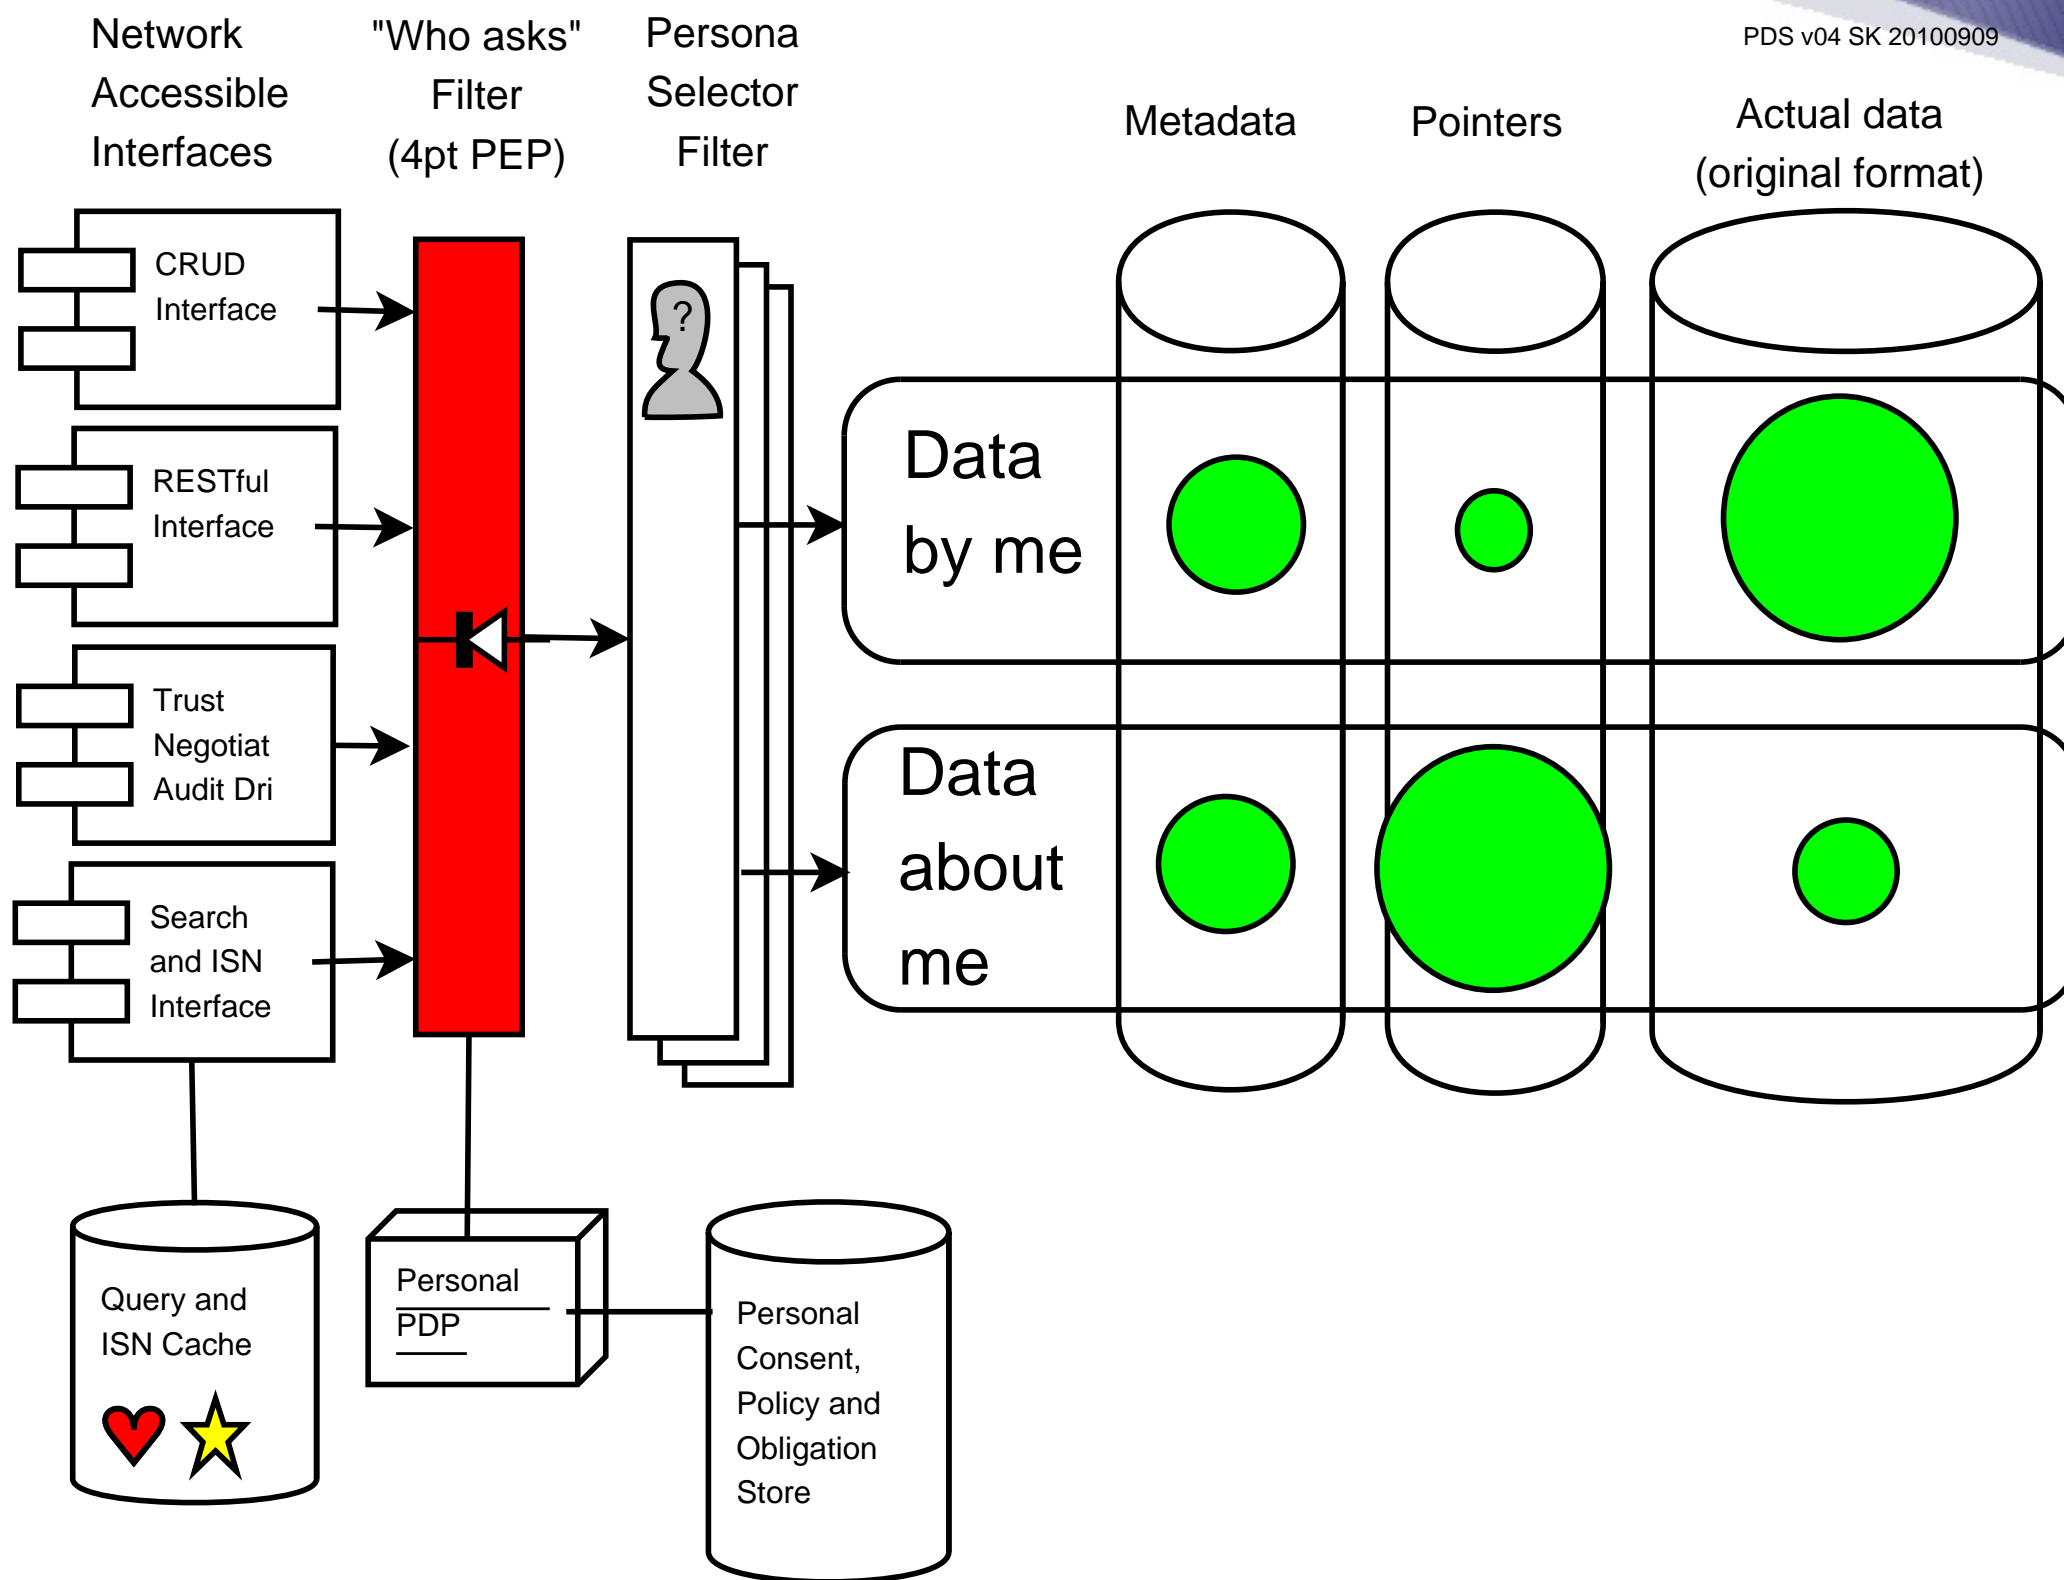 Network
Accessible
Interfaces
"Who asks"
Filter
(4pt PEP)
Persona
Selector
Filter
PDS v04 SK 20100909
Metadata
Pointers
Actual data
(original format)
CRUD
Interface
RESTful
Interface
Trust
Negotiat
Audit Dri
Search
and ISN
Interface
?
Data
by me
Data
about
me
Query and
ISN Cache
Personal
PDP
Personal
Consent,
Policy and
Obligation
Store